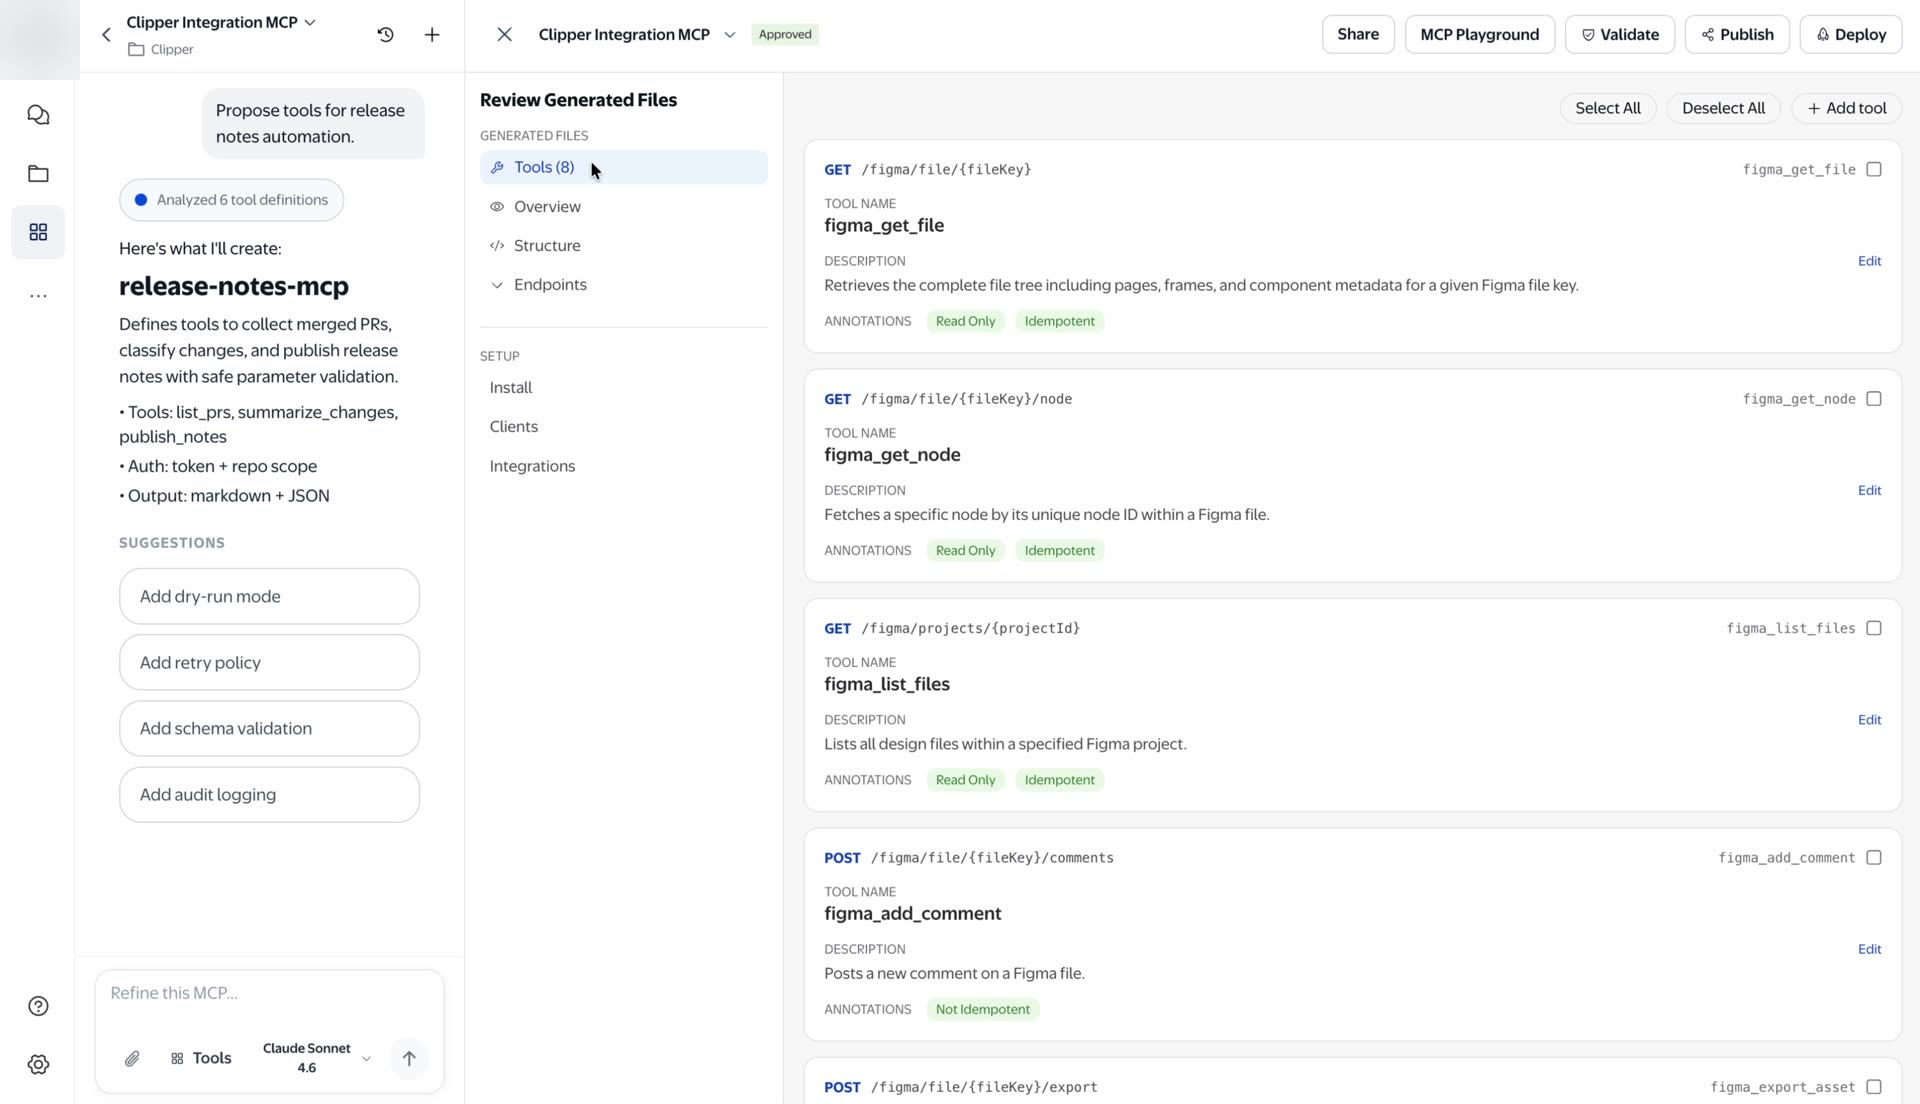 Clipper Integration MCP
Clipper
Propose tools for release
notes automation.
Analyzed 6 tool definitions
Here's what I'll create:
release-notes-mcp
Defines tools to collect merged PRs,
classify changes, and publish release
notes with safe parameter validation.
• Tools: list_prs, summarize_changes,
publish_notes
• Auth: token + repo scope
• Output: markdown + JSON
SUGGESTIONS
Add dry-run mode
Add retry policy
Add schema validation
Add audit logging
Refine this MCP...
Tools
Claude Sonnet
4.6
Clipper Integration MCP
Approved
Share
MCP Playground
Validate
Publish
Deploy
Review Generated Files
GENERATED FILES
Tools (8)
Overview
Structure
Endpoints
SETUP
Install
Clients
Integrations
Select All
Deselect All
+ Add tool
GET /figma/file/{fileKey}
figma_get_file
TOOL NAME
figma_get_file
DESCRIPTION
Edit
Retrieves the complete file tree including pages, frames, and component metadata for a given Figma file key.
ANNOTATIONS Read Only Idempotent
GET /figma/file/{fileKey}/node
figma_get_node
TOOL NAME
figma_get_node
DESCRIPTION
Edit
Fetches a specific node by its unique node ID within a Figma file.
ANNOTATIONS Read Only Idempotent
GET /figma/projects/{projectId}
figma_list_files
TOOL NAME
figma_list_files
DESCRIPTION
Edit
Lists all design files within a specified Figma project.
ANNOTATIONS Read Only Idempotent
POST /figma/file/{fileKey}/comments
figma_add_comment
TOOL NAME
figma_add_comment
DESCRIPTION
Edit
Posts a new comment on a Figma file.
ANNOTATIONS Not Idempotent
POST /figma/file/{fileKey}/export
figma_export_asset